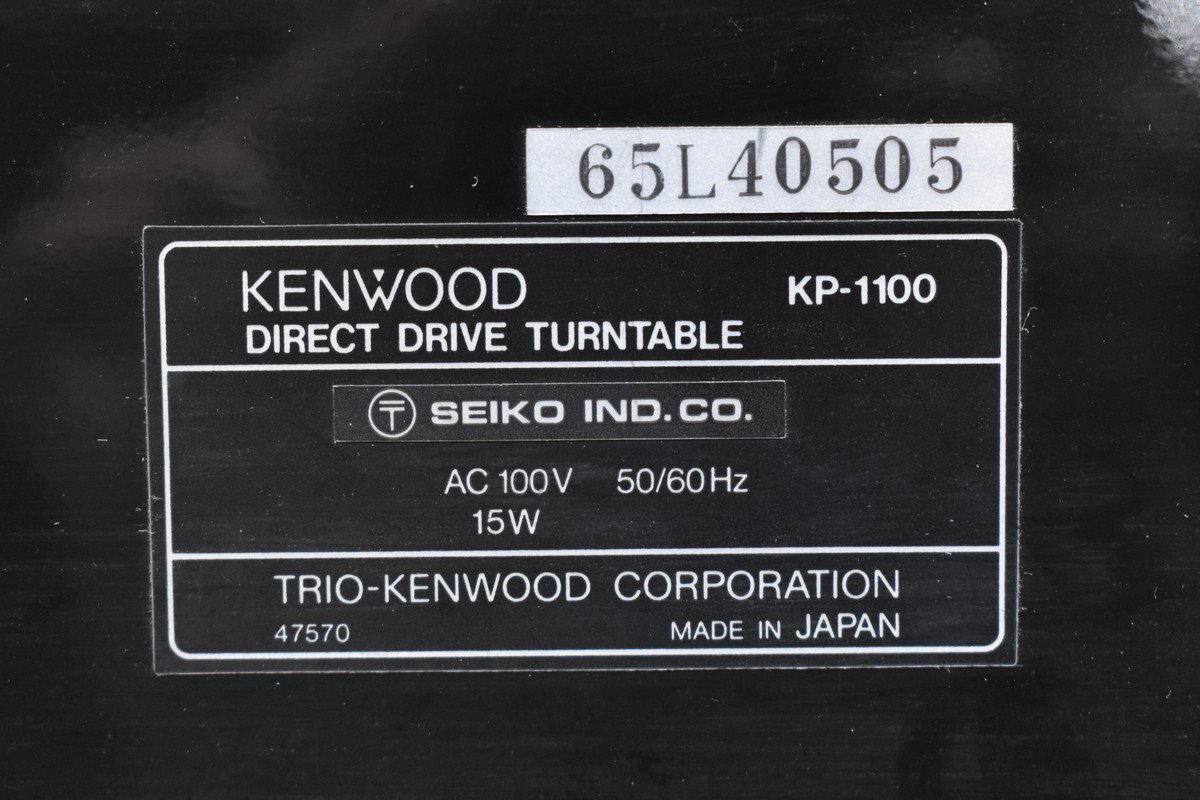 65L40505
KENWOOD KP-1100
DIRECT DRIVE TURNTABLE
〒 SEIKO IND. CO.
AC 100V 50/60Hz
15W
TRIO-KENWOOD CORPORATION
47570 MADE IN JAPAN